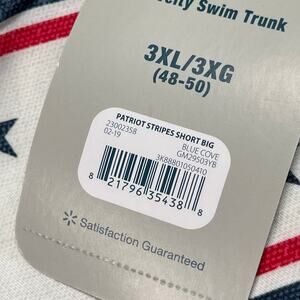 Swim Trunk
3XL/3XG
(48-50)
PATRIOT STRIPES SHORT BIG
23002358
BLUE COVE
02-19
GM29503YB
3K88801050410
8 21796 35438 8
Satisfaction Guaranteed